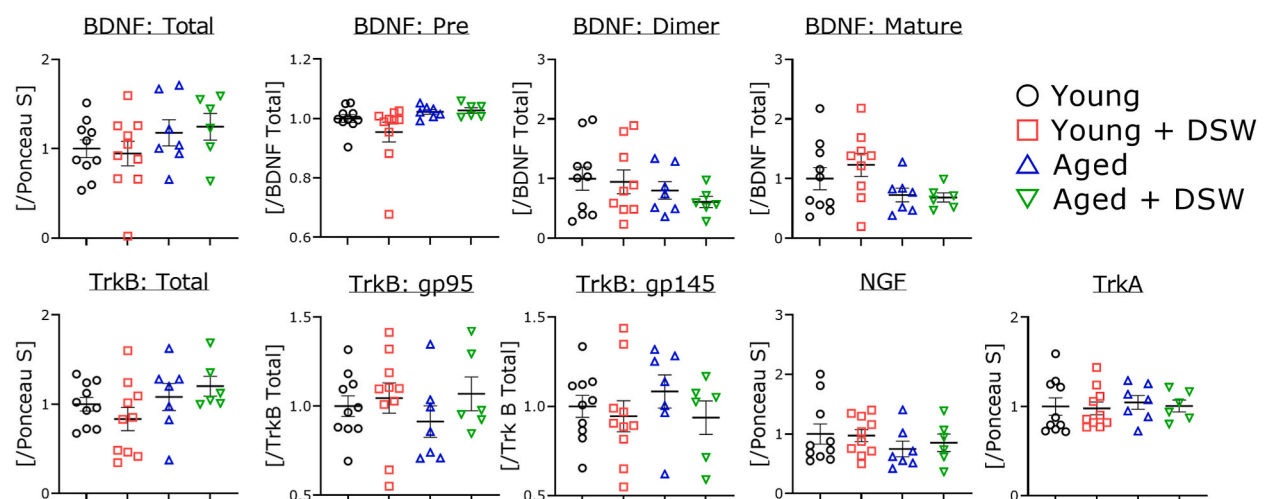 BDNF: Total
BDNF: Pre
BDNF: Dimer
BDNF: Mature
[/Ponceau S]
2
1
0
[/BDNF Total]
1.2
1.0
0.8
0.6
[/BDNF Total]
3
2
1
0
[/BDNF Total]
3
2
1
0
Young
Young + DSW
Aged
Aged + DSW
TrkB: Total
TrkB: gp95
TrkB: gp145
NGF
TrkA
[/Ponceau S]
2
1
0
[/TrkB Total]
1.5
1.0
0.5
[/Trk B Total]
1.5
1.0
0.5
[/Ponceau S]
3
2
1
0
[/Ponceau S]
2
1
0